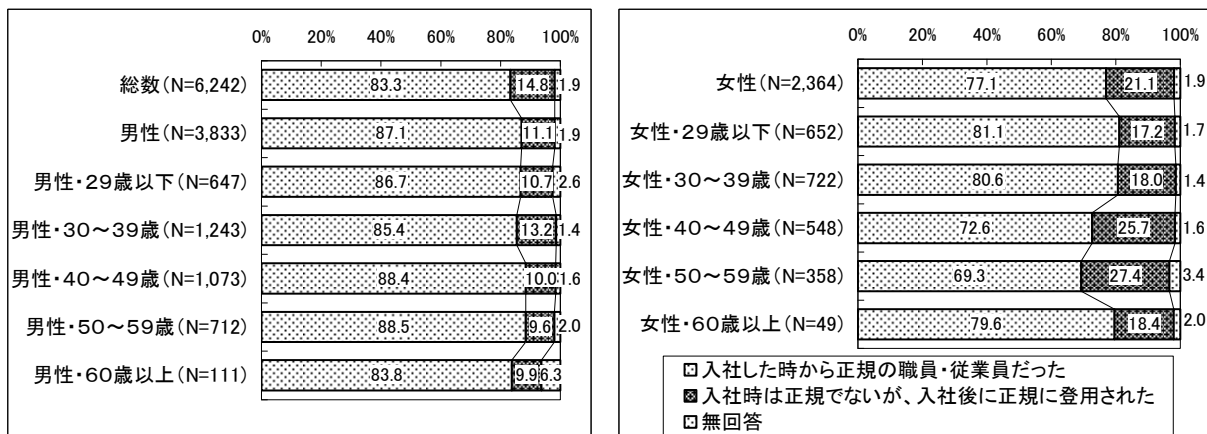 0% 20% 40% 60% 80% 100%
総数(N=6,242) 83.3 14.8 1.9
男性(N=3,833) 87.1 11.1 1.9
男性・29歳以下(N=647) 86.7 10.7 2.6
男性・30～39歳(N=1,243) 85.4 13.2 1.4
男性・40～49歳(N=1,073) 88.4 10.0 1.6
男性・50～59歳(N=712) 88.5 9.6 2.0
男性・60歳以上(N=111) 83.8 9.9 6.3
0% 20% 40% 60% 80% 100%
女性(N=2,364) 77.1 21.1 1.9
女性・29歳以下(N=652) 81.1 17.2 1.7
女性・30～39歳(N=722) 80.6 18.0 1.4
女性・40～49歳(N=548) 72.6 25.7 1.6
女性・50～59歳(N=358) 69.3 27.4 3.4
女性・60歳以上(N=49) 79.6 18.4 2.0
入社した時から正規の職員・従業員だった
入社時は正規でないが、入社後に正規に登用された
無回答